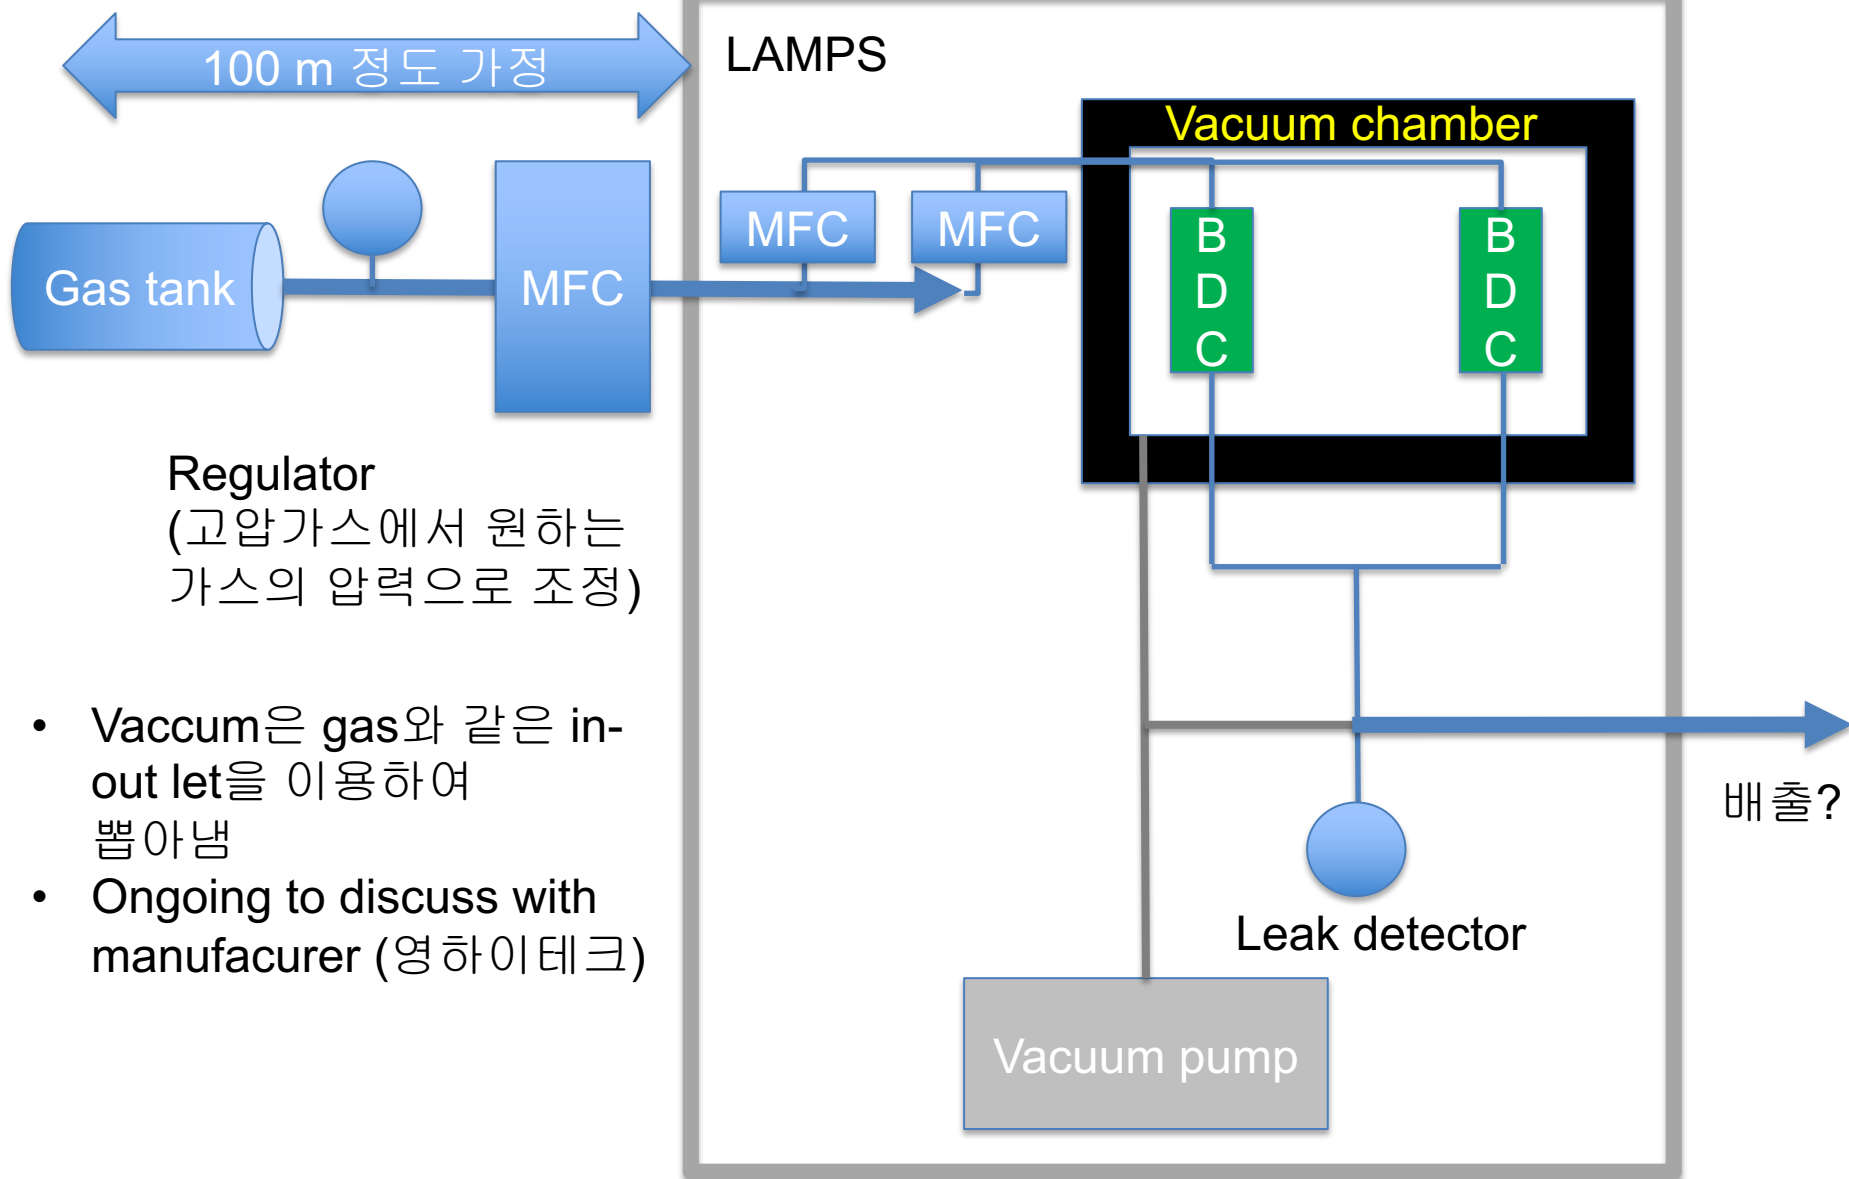 100 m 정도 가정
LAMPS
Vacuum chamber
Gas tank
MFC
MFC
MFC
B
D
C
B
D
C
Regulator
(고압가스에서 원하는
가스의 압력으로 조정)
• Vaccum은 gas와 같은 in-
out let을 이용하여
뽑아냄
• Ongoing to discuss with
manufacurer (영하이테크)
배출?
Leak detector
Vacuum pump